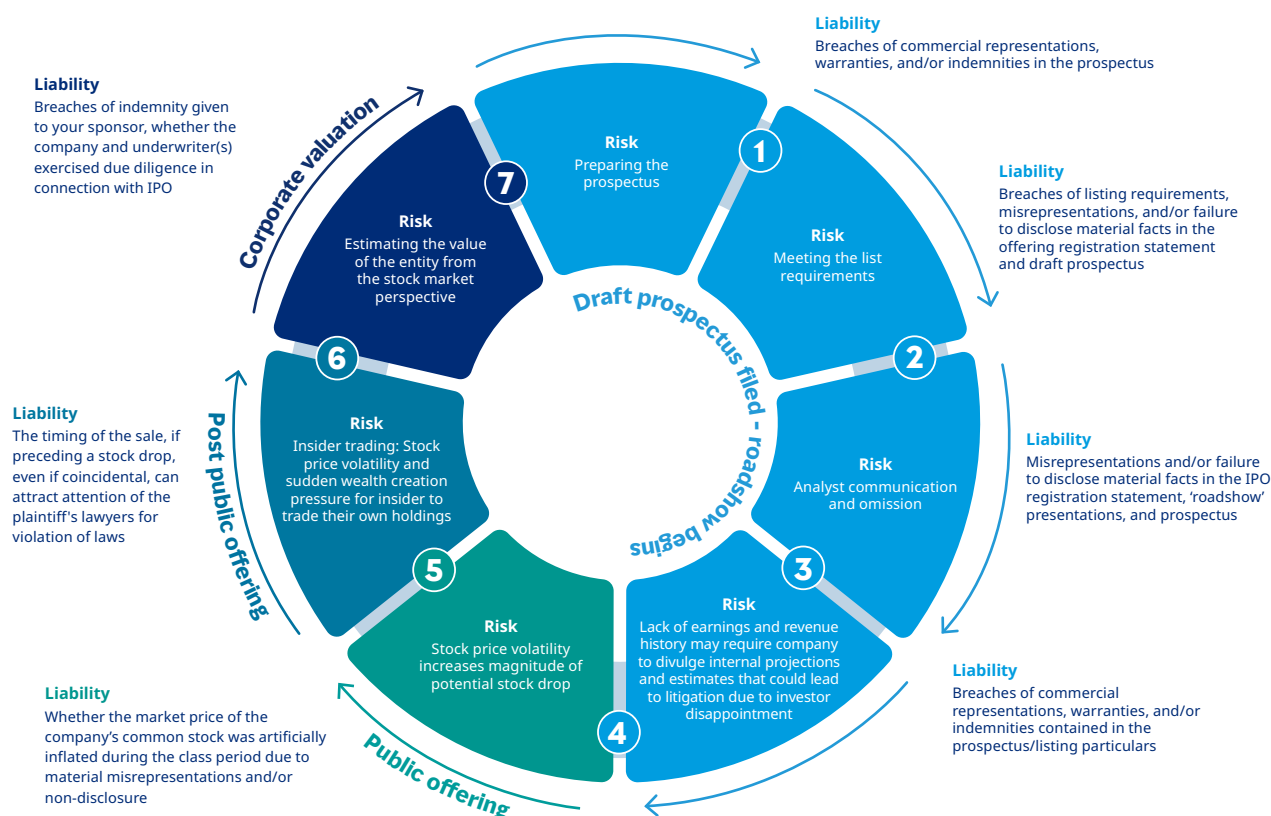 Liability
Breaches of commercial representations,
warranties, and/or indemnities in the prospectus
Risk
Preparing the
prospectus
1
Liability
Breaches of listing requirements,
misrepresentations, and/or failure
to disclose material facts in the
offering registration statement
and draft prospectus
Risk
Meeting the list
requirements
2
Liability
Misrepresentations and/or failure
to disclose material facts in the IPO
registration statement, ‘roadshow’
presentations, and prospectus
Risk
Analyst communication
and omission
3
Liability
Breaches of commercial
representations, warranties, and/or
indemnities contained in the
prospectus/listing particulars
Risk
Lack of earnings and revenue
history may require company
to divulge internal projections
and estimates that could lead
to litigation due to investor
disappointment
4
Draft prospectus filed - roadshow begins
Liability
Whether the market price of the
company’s common stock was artificially
inflated during the class period due to
material misrepresentations and/or
non-disclosure
Public offering
Risk
Stock price volatility
increases magnitude of
potential stock drop
5
Liability
The timing of the sale, if
preceding a stock drop,
even if coincidental, can
attract attention of the
plaintiff's lawyers for
violation of laws
Post public offering
Risk
Insider trading: Stock
price volatility and
sudden wealth creation
pressure for insider to
trade their own holdings
6
Liability
Breaches of indemnity given
to your sponsor, whether the
company and underwriter(s)
exercised due diligence in
connection with IPO
Corporate valuation
Risk
Estimating the value
of the entity from
the stock market
perspective
7